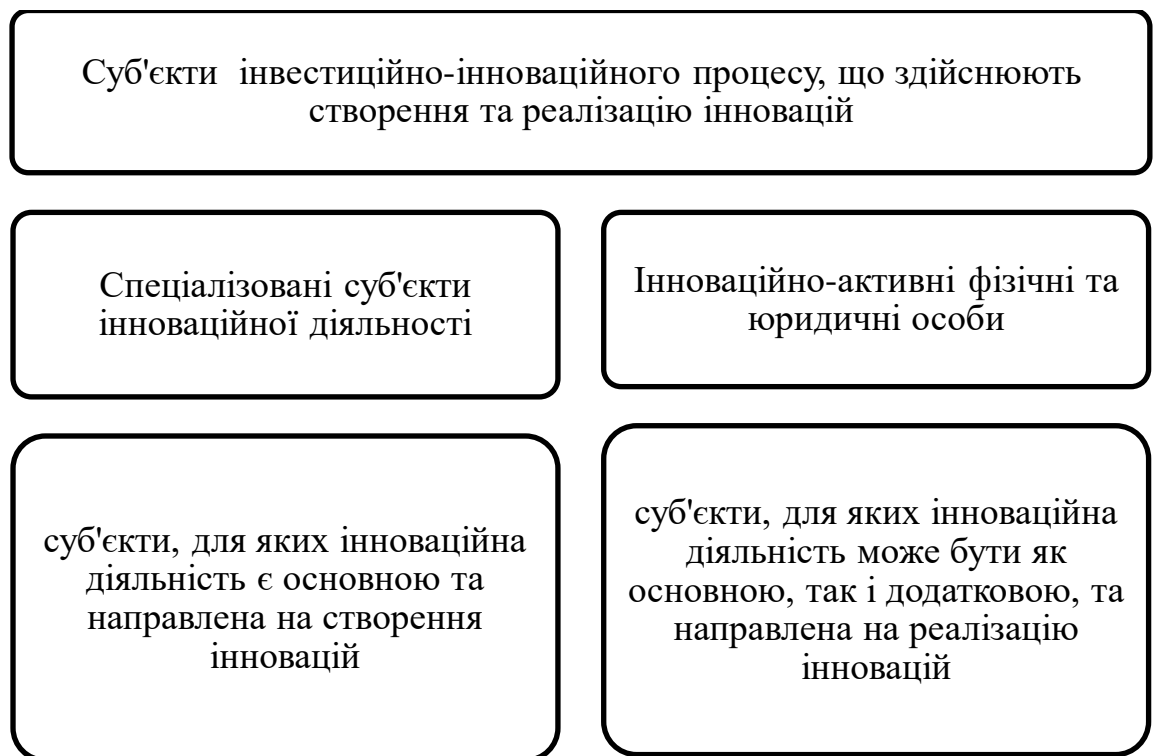 Суб'єкти  інвестиційно-інноваційного процесу, що здійснюють
створення та реалізацію інновацій
Спеціалізовані суб'єкти
інноваційної діяльності
Інноваційно-активні фізичні та
юридичні особи
суб'єкти, для яких інноваційна
діяльність є основною та
направлена на створення
інновацій
суб'єкти, для яких інноваційна
діяльність може бути як
основною, так і додатковою, та
направлена на реалізацію
інновацій